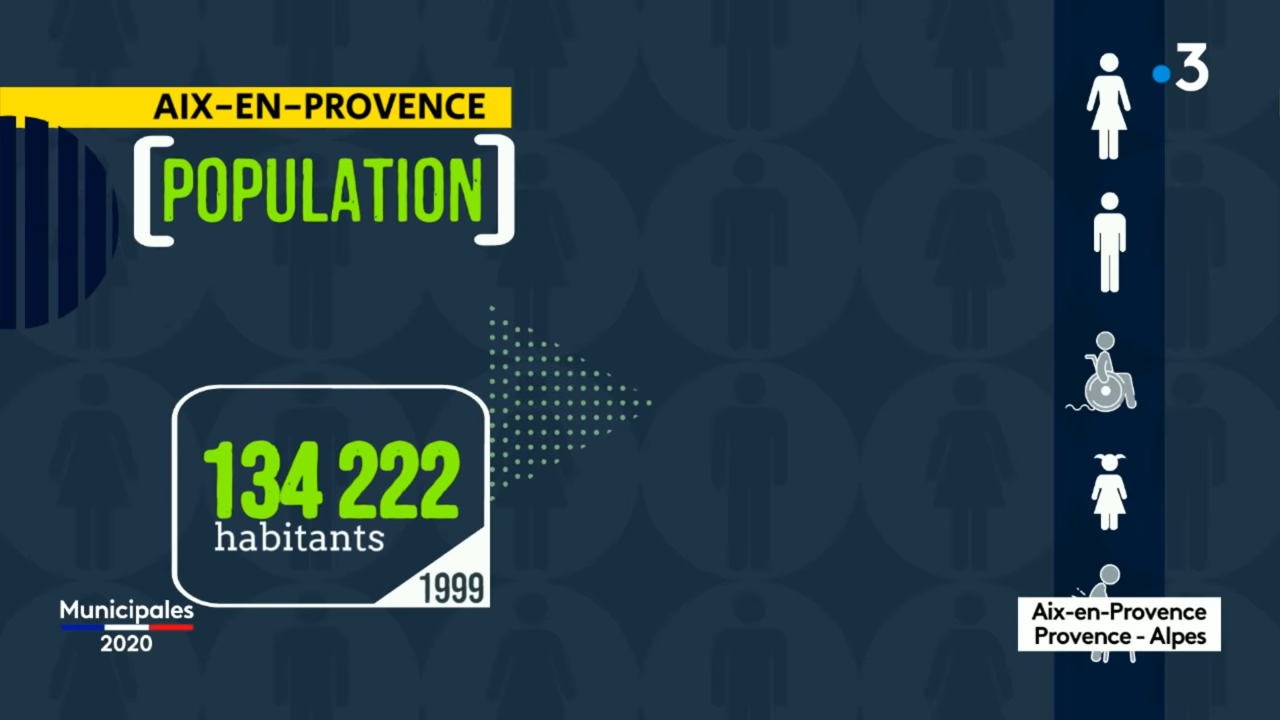 3
AIX-EN-PROVENCE
[POPULATION]
134 222
habitants
1999
Municipales
2020
Aix-en-Provence
Provence - Alpes